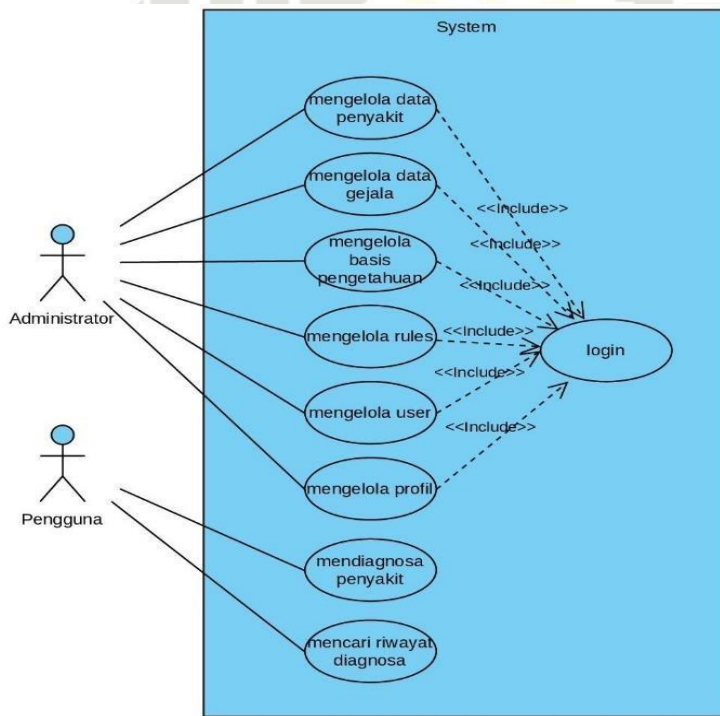 System
mengelola data
penyakit
mengelola data
gejala
<<Include>>
<<Include>>
mengelola
basis
pengetahuan
<<Include>>
Administrator
mengelola rules
<<Include>>
login
<<Include>>
mengelola user
<<Include>>
mengelola profil
Pengguna
mendiagnosa
penyakit
mencari riwayat
diagnosa